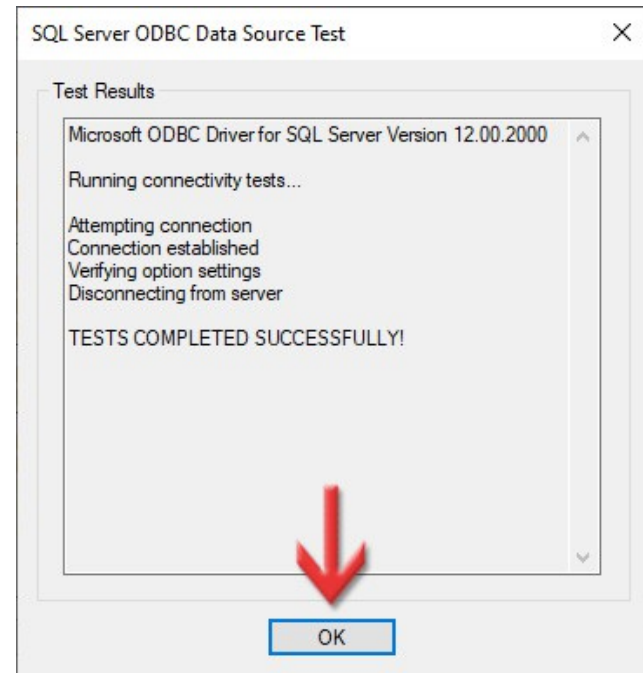 SQL Server ODBC Data Source Test
Test Results
Microsoft ODBC Driver for SQL Server Version 12.00.2000
Running connectivity tests...
Attempting connection
Connection established
Verifying option settings
Disconnecting from server
TESTS COMPLETED SUCCESSFULLY!
OK